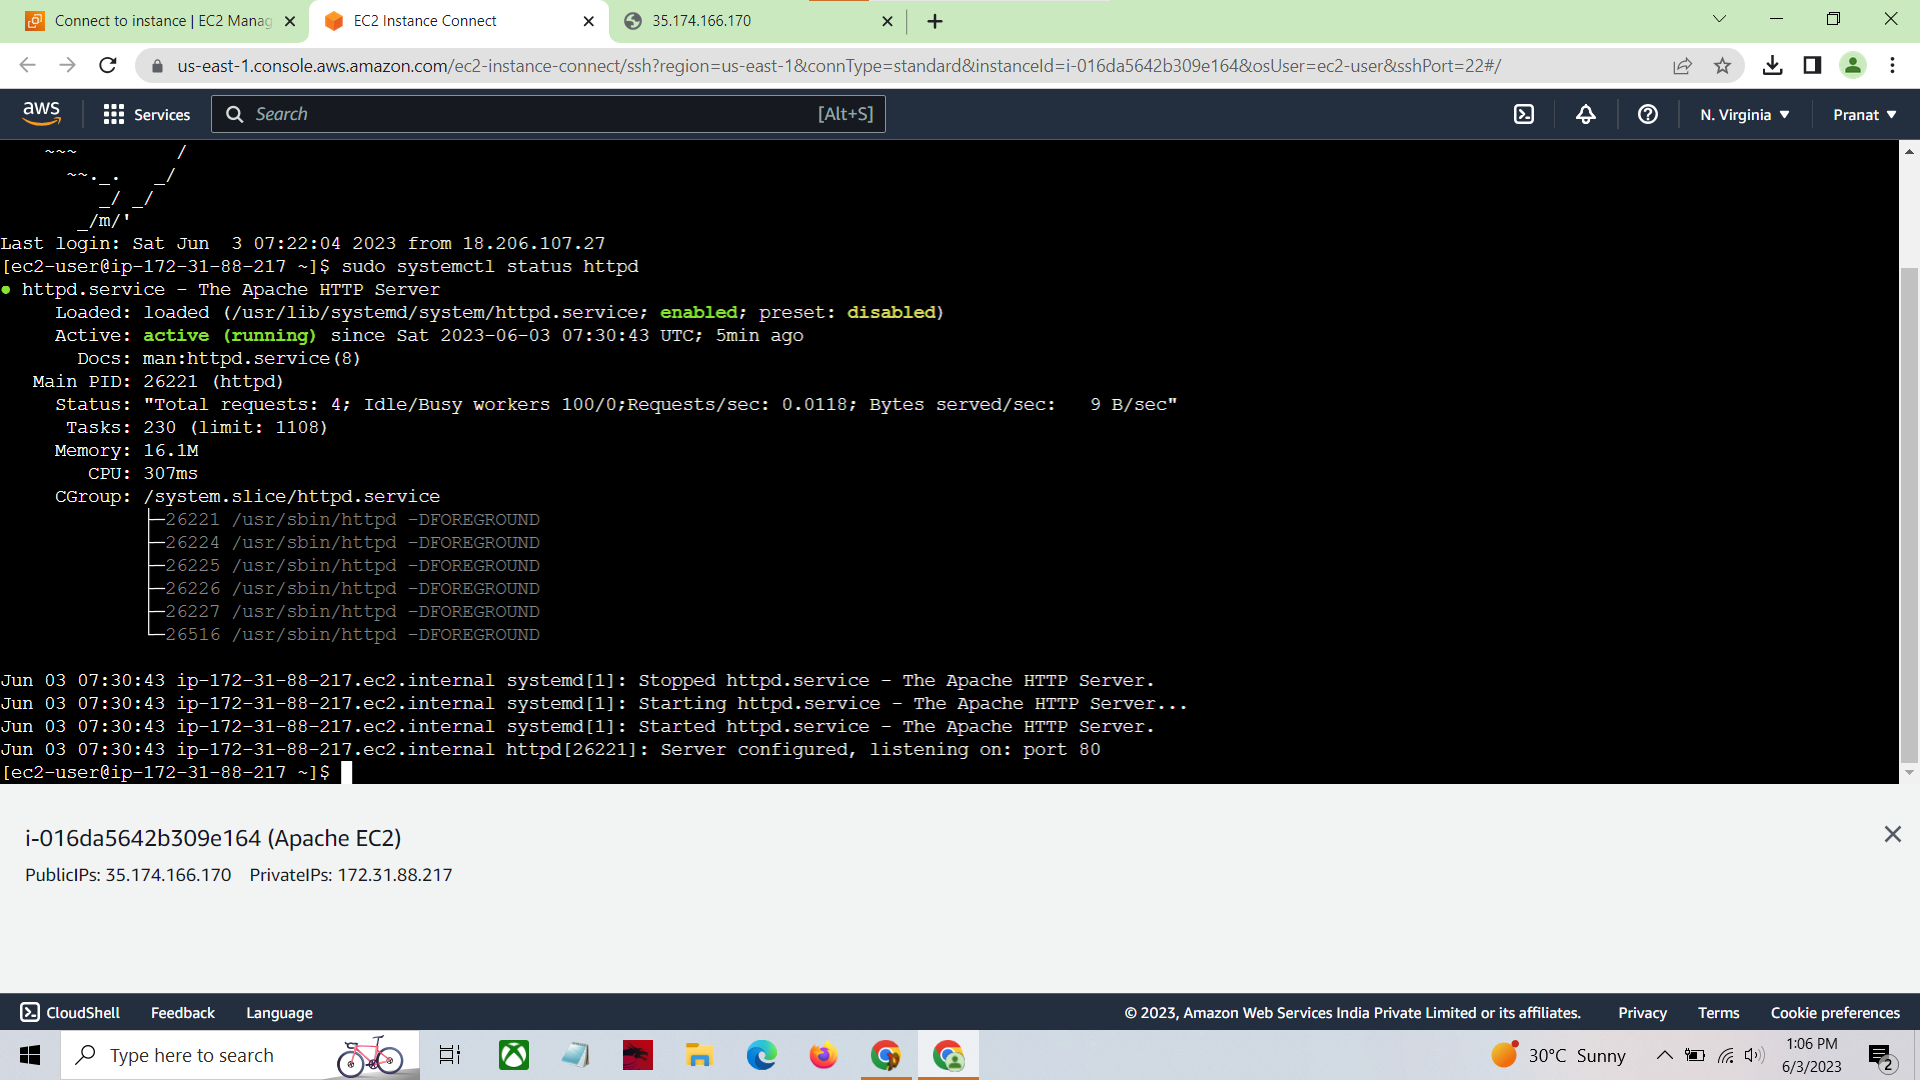 Connect to instance | EC2 Manag
EC2 Instance Connect
35.174.166.170
us-east-1.console.aws.amazon.com/ec2-instance-connect/ssh?region=us-east-1&connType=standard&instanceId=i-016da5642b309e164&osUser=ec2-user&sshPort=22#/
aws
Services
Search
[Alt+S]
N. Virginia
Pranat
~~~         /
~~._.   _/
_/ _/
_/m/'
Last login: Sat Jun  3 07:22:04 2023 from 18.206.107.27
[ec2-user@ip-172-31-88-217 ~]$ sudo systemctl status httpd
● httpd.service - The Apache HTTP Server
Loaded: loaded (/usr/lib/systemd/system/httpd.service; enabled; preset: disabled)
Active: active (running) since Sat 2023-06-03 07:30:43 UTC; 5min ago
Docs: man:httpd.service(8)
Main PID: 26221 (httpd)
Status: "Total requests: 4; Idle/Busy workers 100/0;Requests/sec: 0.0118; Bytes served/sec:   9 B/sec"
Tasks: 230 (limit: 1108)
Memory: 16.1M
CPU: 307ms
CGroup: /system.slice/httpd.service
├─26221 /usr/sbin/httpd -DFOREGROUND
├─26224 /usr/sbin/httpd -DFOREGROUND
├─26225 /usr/sbin/httpd -DFOREGROUND
├─26226 /usr/sbin/httpd -DFOREGROUND
├─26227 /usr/sbin/httpd -DFOREGROUND
└─26516 /usr/sbin/httpd -DFOREGROUND
Jun 03 07:30:43 ip-172-31-88-217.ec2.internal systemd[1]: Stopped httpd.service - The Apache HTTP Server.
Jun 03 07:30:43 ip-172-31-88-217.ec2.internal systemd[1]: Starting httpd.service - The Apache HTTP Server...
Jun 03 07:30:43 ip-172-31-88-217.ec2.internal systemd[1]: Started httpd.service - The Apache HTTP Server.
Jun 03 07:30:43 ip-172-31-88-217.ec2.internal httpd[26221]: Server configured, listening on: port 80
[ec2-user@ip-172-31-88-217 ~]$
i-016da5642b309e164 (Apache EC2)
PublicIPs: 35.174.166.170    PrivateIPs: 172.31.88.217
CloudShell
Feedback
Language
© 2023, Amazon Web Services India Private Limited or its affiliates.
Privacy
Terms
Cookie preferences
Type here to search
30°C  Sunny
1:06 PM
6/3/2023
2